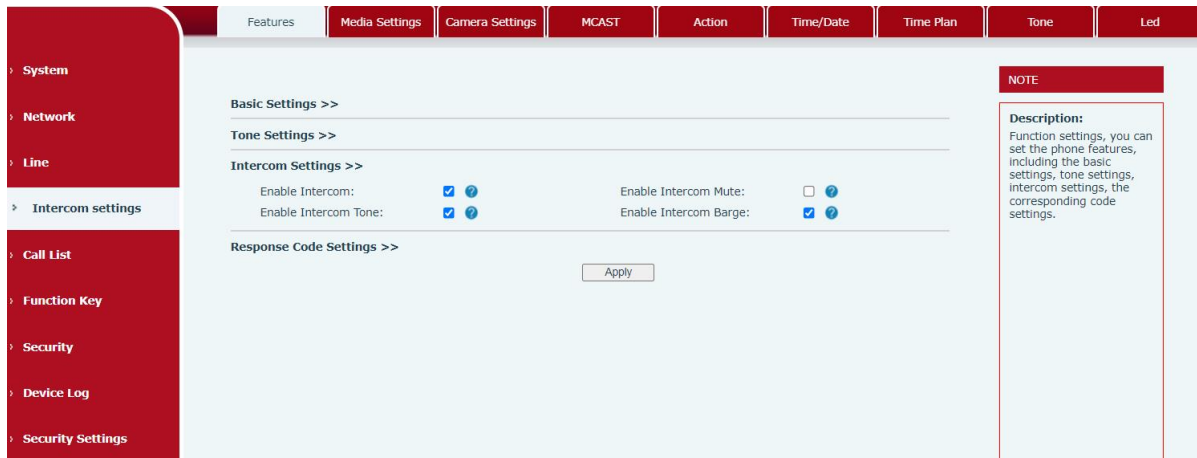 Features
Media Settings
Camera Settings
MCAST
Action
Time/Date
Time Plan
Tone
Led
› System
› Network
› Line
› Intercom settings
› Call List
› Function Key
› Security
› Device Log
› Security Settings
Basic Settings >>
Tone Settings >>
Intercom Settings >>
Enable Intercom: ?
Enable Intercom Mute: ?
Enable Intercom Tone: ?
Enable Intercom Barge: ?
Response Code Settings >>
Apply
NOTE
Description:
Function settings, you can
set the phone features,
including the basic
settings, tone settings,
intercom settings, the
corresponding code
settings.